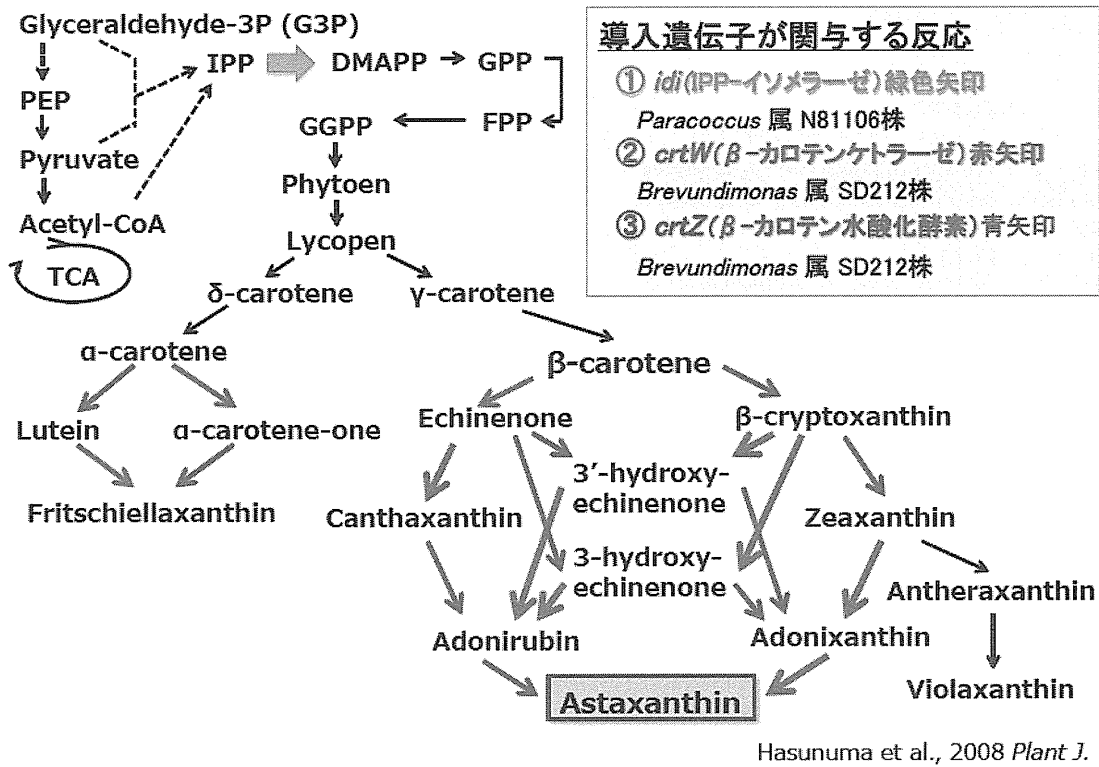 Glyceraldehyde-3P (G3P)
IPP
DMAPP
GPP
PEP
GGPP
FPP
Pyruvate
Phytoen
Acetyl-CoA
Lycopen
TCA
δ-carotene
γ-carotene
α-carotene
β-carotene
Lutein
α-carotene-one
Echinenone
β-cryptoxanthin
3'-hydroxy-
echinenone
Fritschiellaxanthin
Canthaxanthin
Zeaxanthin
3-hydroxy-
echinenone
Antheraxanthin
Adonirubin
Adonixanthin
Violaxanthin
Astaxanthin
導入遺伝子が関与する反応
① idi(IPP-イソメラーゼ)緑色矢印
Paracoccus 属 N81106株
② crtW(β-カロテンケトラーゼ)赤矢印
Brevundimonas 属 SD212株
③ crtZ(β-カロテン水酸化酵素)青矢印
Brevundimonas 属 SD212株
Hasunuma et al., 2008 Plant J.